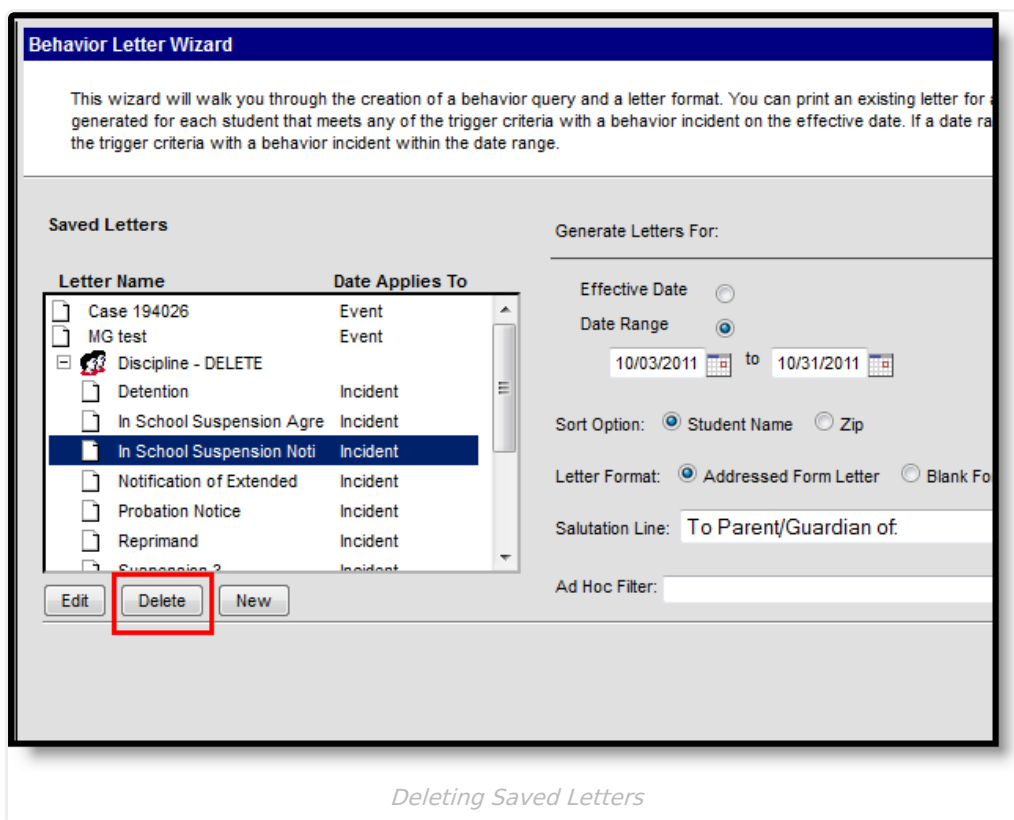 Behavior Letter Wizard
This wizard will walk you through the creation of a behavior query and a letter format. You can print an existing letter for
generated for each student that meets any of the trigger criteria with a behavior incident on the effective date. If a date ra
the trigger criteria with a behavior incident within the date range.
Saved Letters
Letter Name Date Applies To
Case 194026 Event
MG test Event
Discipline - DELETE
Detention Incident
In School Suspension Agre Incident
In School Suspension Noti Incident
Notification of Extended Incident
Probation Notice Incident
Reprimand Incident
Suspension 3 Incident
Edit Delete New
Generate Letters For:
Effective Date
Date Range
10/03/2011 to 10/31/2011
Sort Option: Student Name Zip
Letter Format: Addressed Form Letter Blank Fo
Salutation Line: To Parent/Guardian of:
Ad Hoc Filter:
Deleting Saved Letters